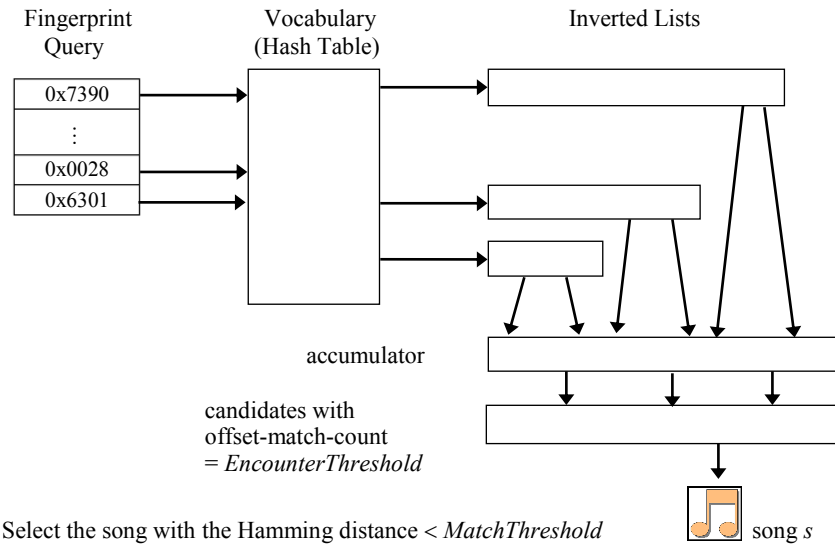 Fingerprint
Query
Vocabulary
(Hash Table)
Inverted Lists
0x7390
⋮
0x0028
0x6301
accumulator
candidates with
offset-match-count
= EncounterThreshold
Select the song with the Hamming distance < MatchThreshold
song s